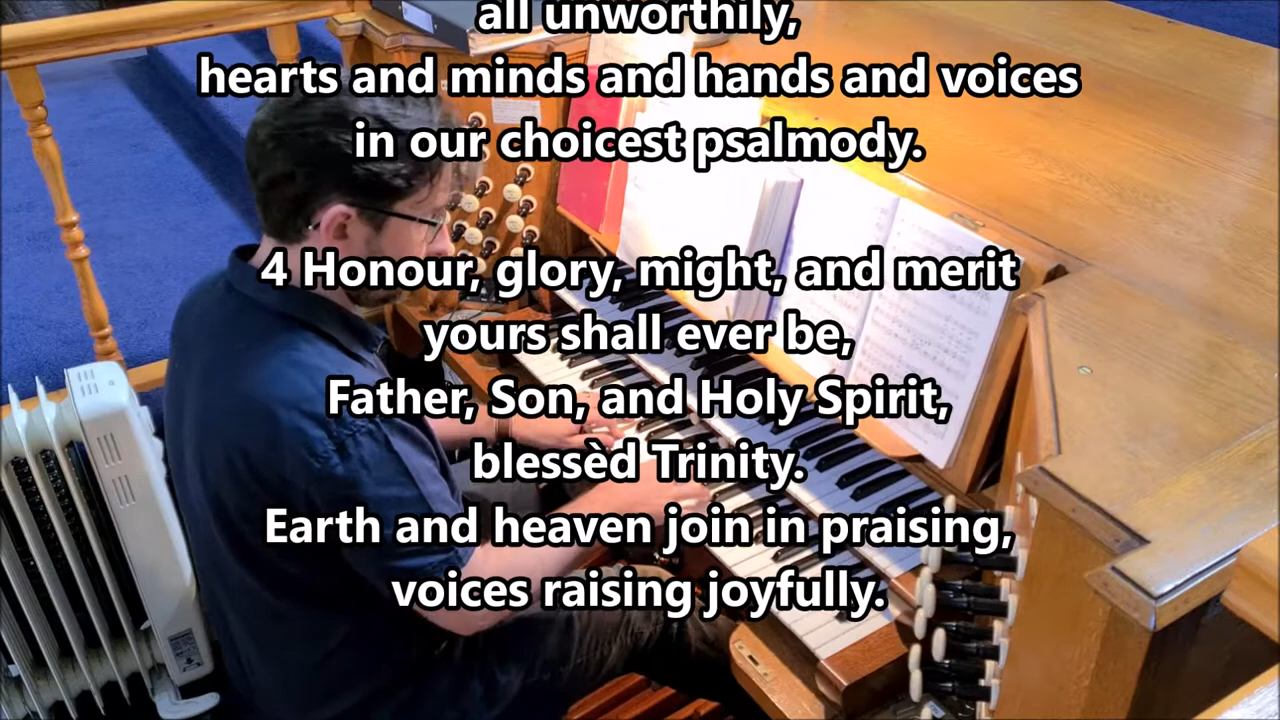 all unworthily,
hearts and minds and hands and voices
in our choicest psalmody.
4 Honour, glory, might, and merit
yours shall ever be,
Father, Son, and Holy Spirit,
blessèd Trinity.
Earth and heaven join in praising,
voices raising joyfully.